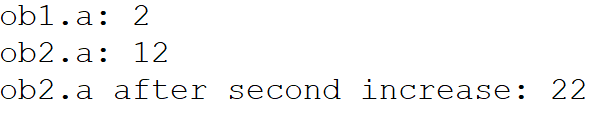 ob1.a: 2
ob2.a: 12
ob2.a after second increase: 22